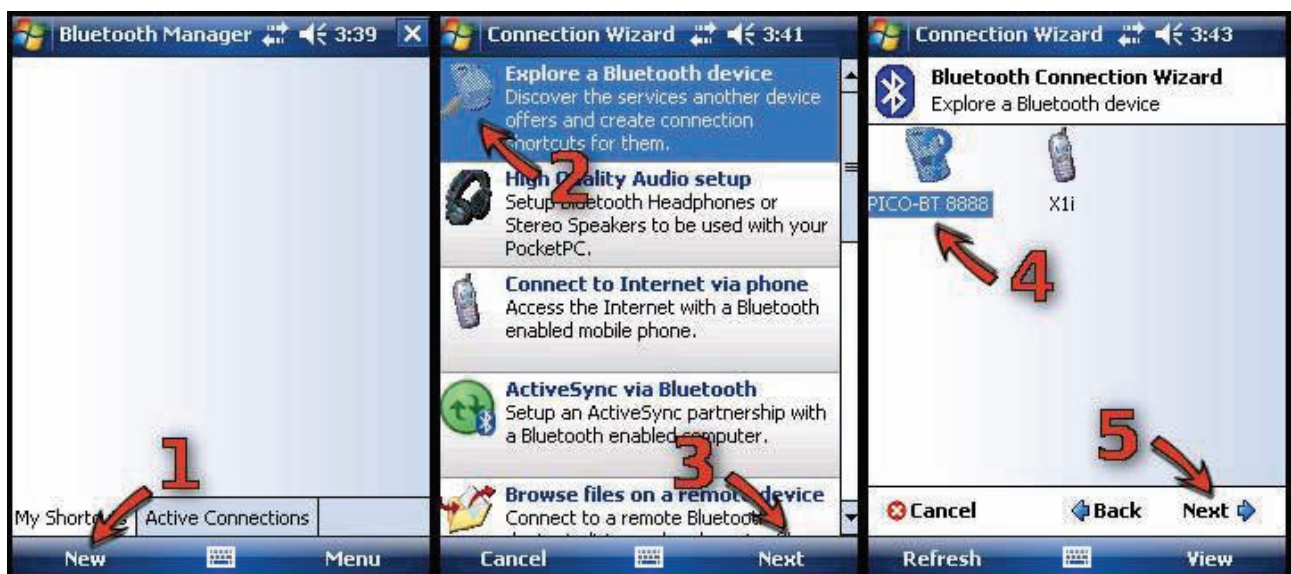 Bluetooth Manager 3:39
1
My Shortcuts Active Connections
New Menu
Connection Wizard 3:41
Explore a Bluetooth device
Discover the services another device
offers and create connection
shortcuts for them.
2
High Quality Audio setup
Setup Bluetooth Headphones or
Stereo Speakers to be used with your
PocketPC.
Connect to Internet via phone
Access the Internet with a Bluetooth
enabled mobile phone.
ActiveSync via Bluetooth
Setup an ActiveSync partnership with
a Bluetooth enabled computer.
3
Browse files on a remote device
Connect to a remote Bluetooth
Cancel Next
Connection Wizard 3:43
Bluetooth Connection Wizard
Explore a Bluetooth device
PICO-BT 8888 X1i
4
5
Cancel Back Next
Refresh View